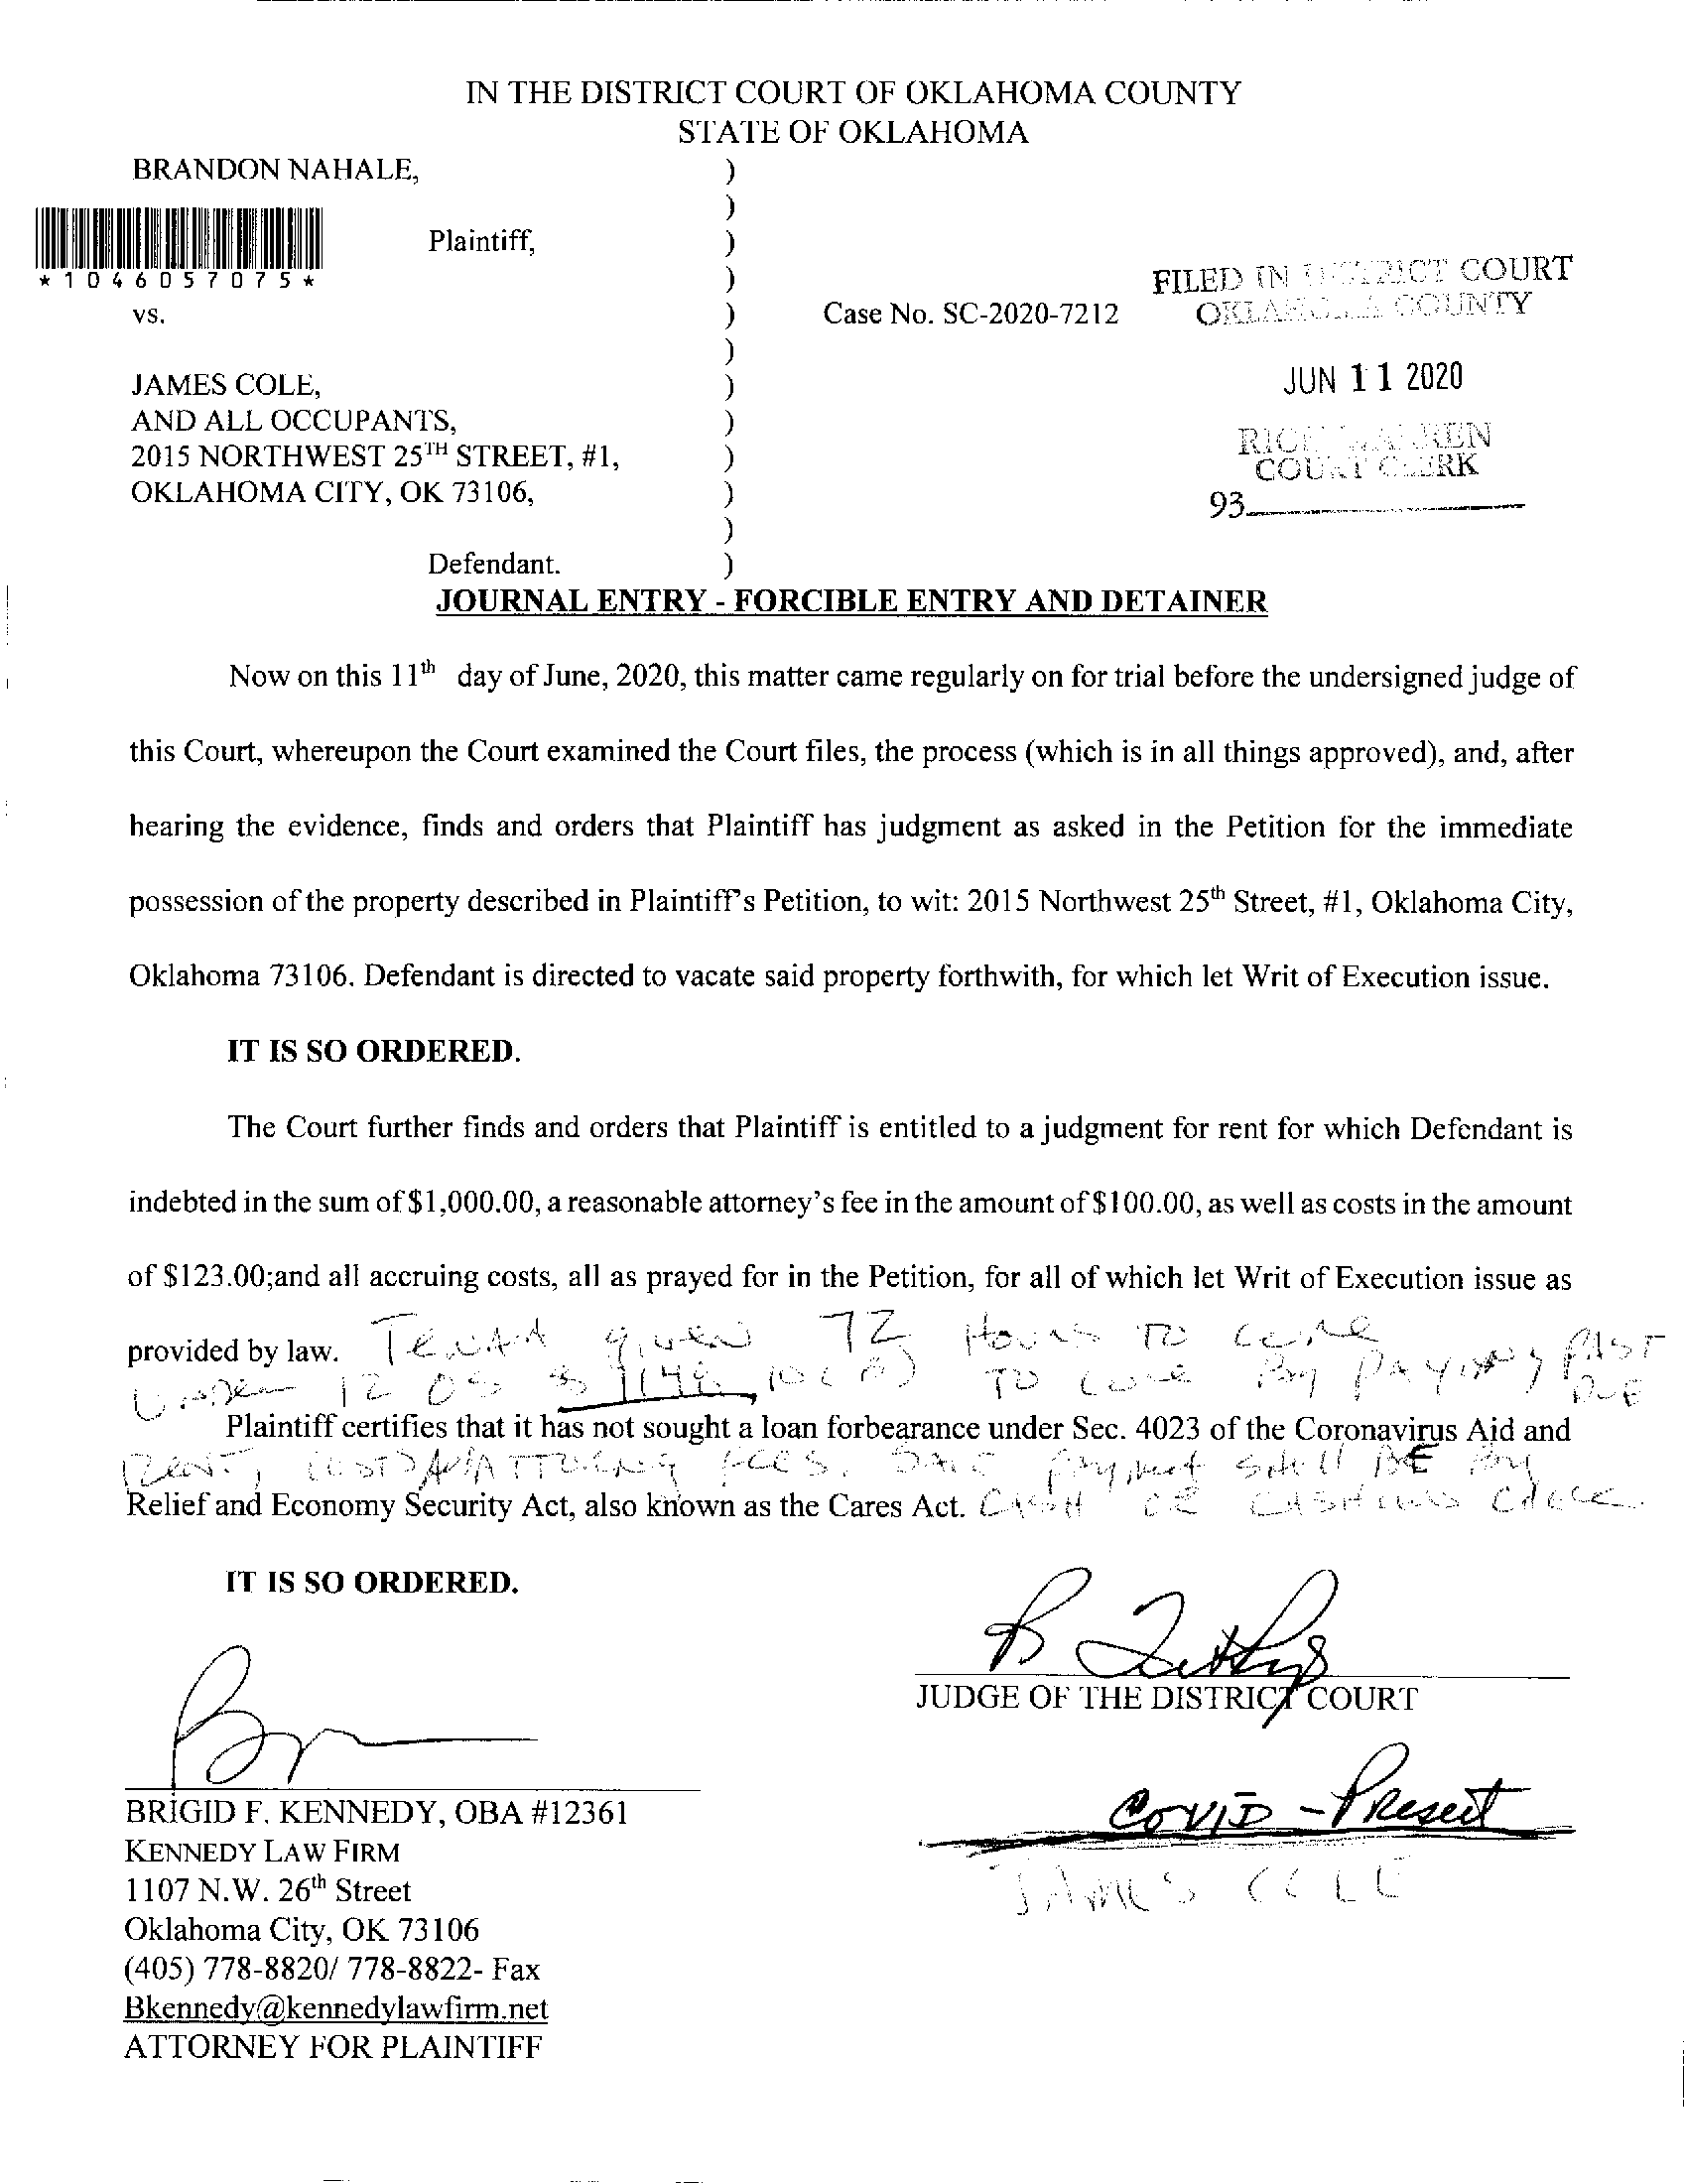 IN THE DISTRICT COURT OF OKLAHOMA COUNTY
STATE OF OKLAHOMA
BRANDON NAHALE,
Plaintiff,
*1046057075*
vs.
Case No. SC-2020-7212
FILED IN DISTRICT COURT
OKLAHOMA COUNTY
JUN 11 2020
COURT CLERK
93
JAMES COLE,
AND ALL OCCUPANTS,
2015 NORTHWEST 25TH STREET, #1,
OKLAHOMA CITY, OK 73106,
Defendant.
JOURNAL ENTRY - FORCIBLE ENTRY AND DETAINER
Now on this 11th day of June, 2020, this matter came regularly on for trial before the undersigned judge of
this Court, whereupon the Court examined the Court files, the process (which is in all things approved), and, after
hearing the evidence, finds and orders that Plaintiff has judgment as asked in the Petition for the immediate
possession of the property described in Plaintiff's Petition, to wit: 2015 Northwest 25th Street, #1, Oklahoma City,
Oklahoma 73106. Defendant is directed to vacate said property forthwith, for which let Writ of Execution issue.
IT IS SO ORDERED.
The Court further finds and orders that Plaintiff is entitled to a judgment for rent for which Defendant is
indebted in the sum of $1,000.00, a reasonable attorney's fee in the amount of $100.00, as well as costs in the amount
of $123.00;and all accruing costs, all as prayed for in the Petition, for all of which let Writ of Execution issue as
provided by law. Tenant given 72 Hours to cure
Under 12 OS § 1148. 10 ( ) TO cure By PAYING PAST DUE
Plaintiff certifies that it has not sought a loan forbearance under Sec. 4023 of the Coronavirus Aid and
Rent, COSTS AND ATTORNEY FEES. SAID payment SHALL BE By
Relief and Economy Security Act, also known as the Cares Act. CASH OR CASHIERS CHECK.
IT IS SO ORDERED.
JUDGE OF THE DISTRICT COURT
BRIGID F. KENNEDY, OBA #12361
KENNEDY LAW FIRM
1107 N.W. 26th Street
Oklahoma City, OK 73106
(405) 778-8820/ 778-8822- Fax
Bkennedy@kennedylawfirm.net
ATTORNEY FOR PLAINTIFF
COVID - Present
JAMES COLE